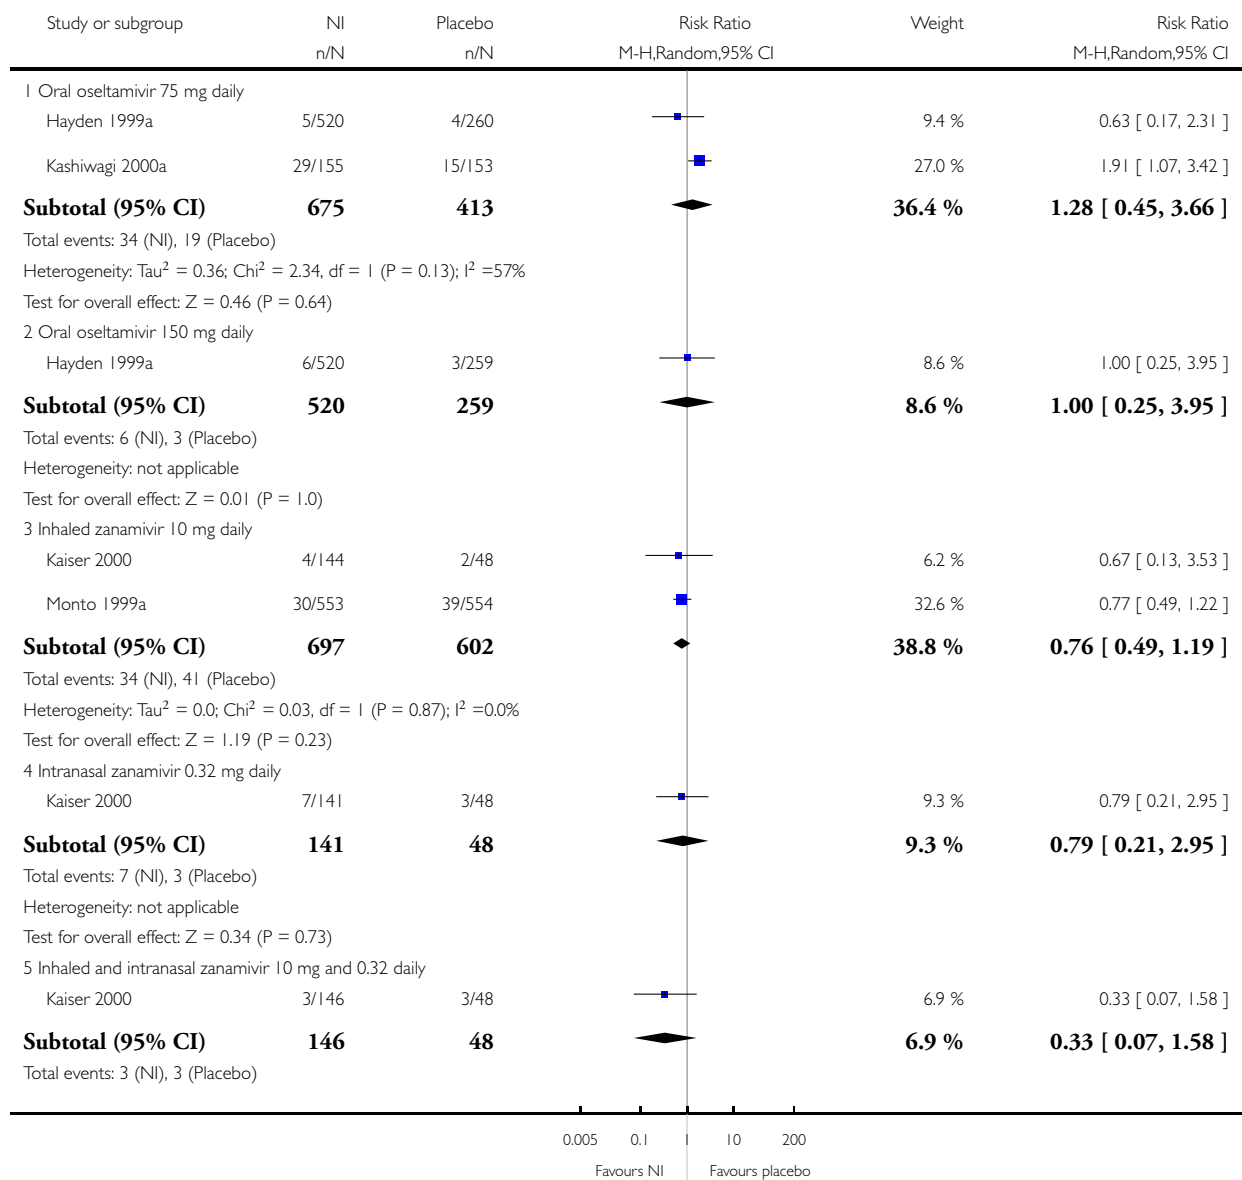 Study or subgroup NI Placebo Risk Ratio Weight Risk Ratio
n/N n/N M-H,Random,95% CI M-H,Random,95% CI
1 Oral oseltamivir 75 mg daily
Hayden 1999a 5/520 4/260 9.4 % 0.63 [ 0.17, 2.31 ]
Kashiwagi 2000a 29/155 15/153 27.0 % 1.91 [ 1.07, 3.42 ]
Subtotal (95% CI) 675 413 36.4 % 1.28 [ 0.45, 3.66 ]
Total events: 34 (NI), 19 (Placebo)
Heterogeneity: Tau² = 0.36; Chi² = 2.34, df = 1 (P = 0.13); I² =57%
Test for overall effect: Z = 0.46 (P = 0.64)
2 Oral oseltamivir 150 mg daily
Hayden 1999a 6/520 3/259 8.6 % 1.00 [ 0.25, 3.95 ]
Subtotal (95% CI) 520 259 8.6 % 1.00 [ 0.25, 3.95 ]
Total events: 6 (NI), 3 (Placebo)
Heterogeneity: not applicable
Test for overall effect: Z = 0.01 (P = 1.0)
3 Inhaled zanamivir 10 mg daily
Kaiser 2000 4/144 2/48 6.2 % 0.67 [ 0.13, 3.53 ]
Monto 1999a 30/553 39/554 32.6 % 0.77 [ 0.49, 1.22 ]
Subtotal (95% CI) 697 602 38.8 % 0.76 [ 0.49, 1.19 ]
Total events: 34 (NI), 41 (Placebo)
Heterogeneity: Tau² = 0.0; Chi² = 0.03, df = 1 (P = 0.87); I² =0.0%
Test for overall effect: Z = 1.19 (P = 0.23)
4 Intranasal zanamivir 0.32 mg daily
Kaiser 2000 7/141 3/48 9.3 % 0.79 [ 0.21, 2.95 ]
Subtotal (95% CI) 141 48 9.3 % 0.79 [ 0.21, 2.95 ]
Total events: 7 (NI), 3 (Placebo)
Heterogeneity: not applicable
Test for overall effect: Z = 0.34 (P = 0.73)
5 Inhaled and intranasal zanamivir 10 mg and 0.32 daily
Kaiser 2000 3/146 3/48 6.9 % 0.33 [ 0.07, 1.58 ]
Subtotal (95% CI) 146 48 6.9 % 0.33 [ 0.07, 1.58 ]
Total events: 3 (NI), 3 (Placebo)
0.005 0.1 1 10 200
Favours NI Favours placebo